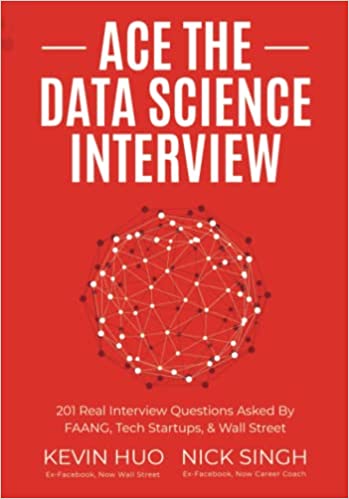 ACE THE
DATA SCIENCE
INTERVIEW
201 Real Interview Questions Asked By
FAANG, Tech Startups, & Wall Street
KEVIN HUO NICK SINGH
Ex-Facebook, Now Wall Street Ex-Facebook, Now Career Coach